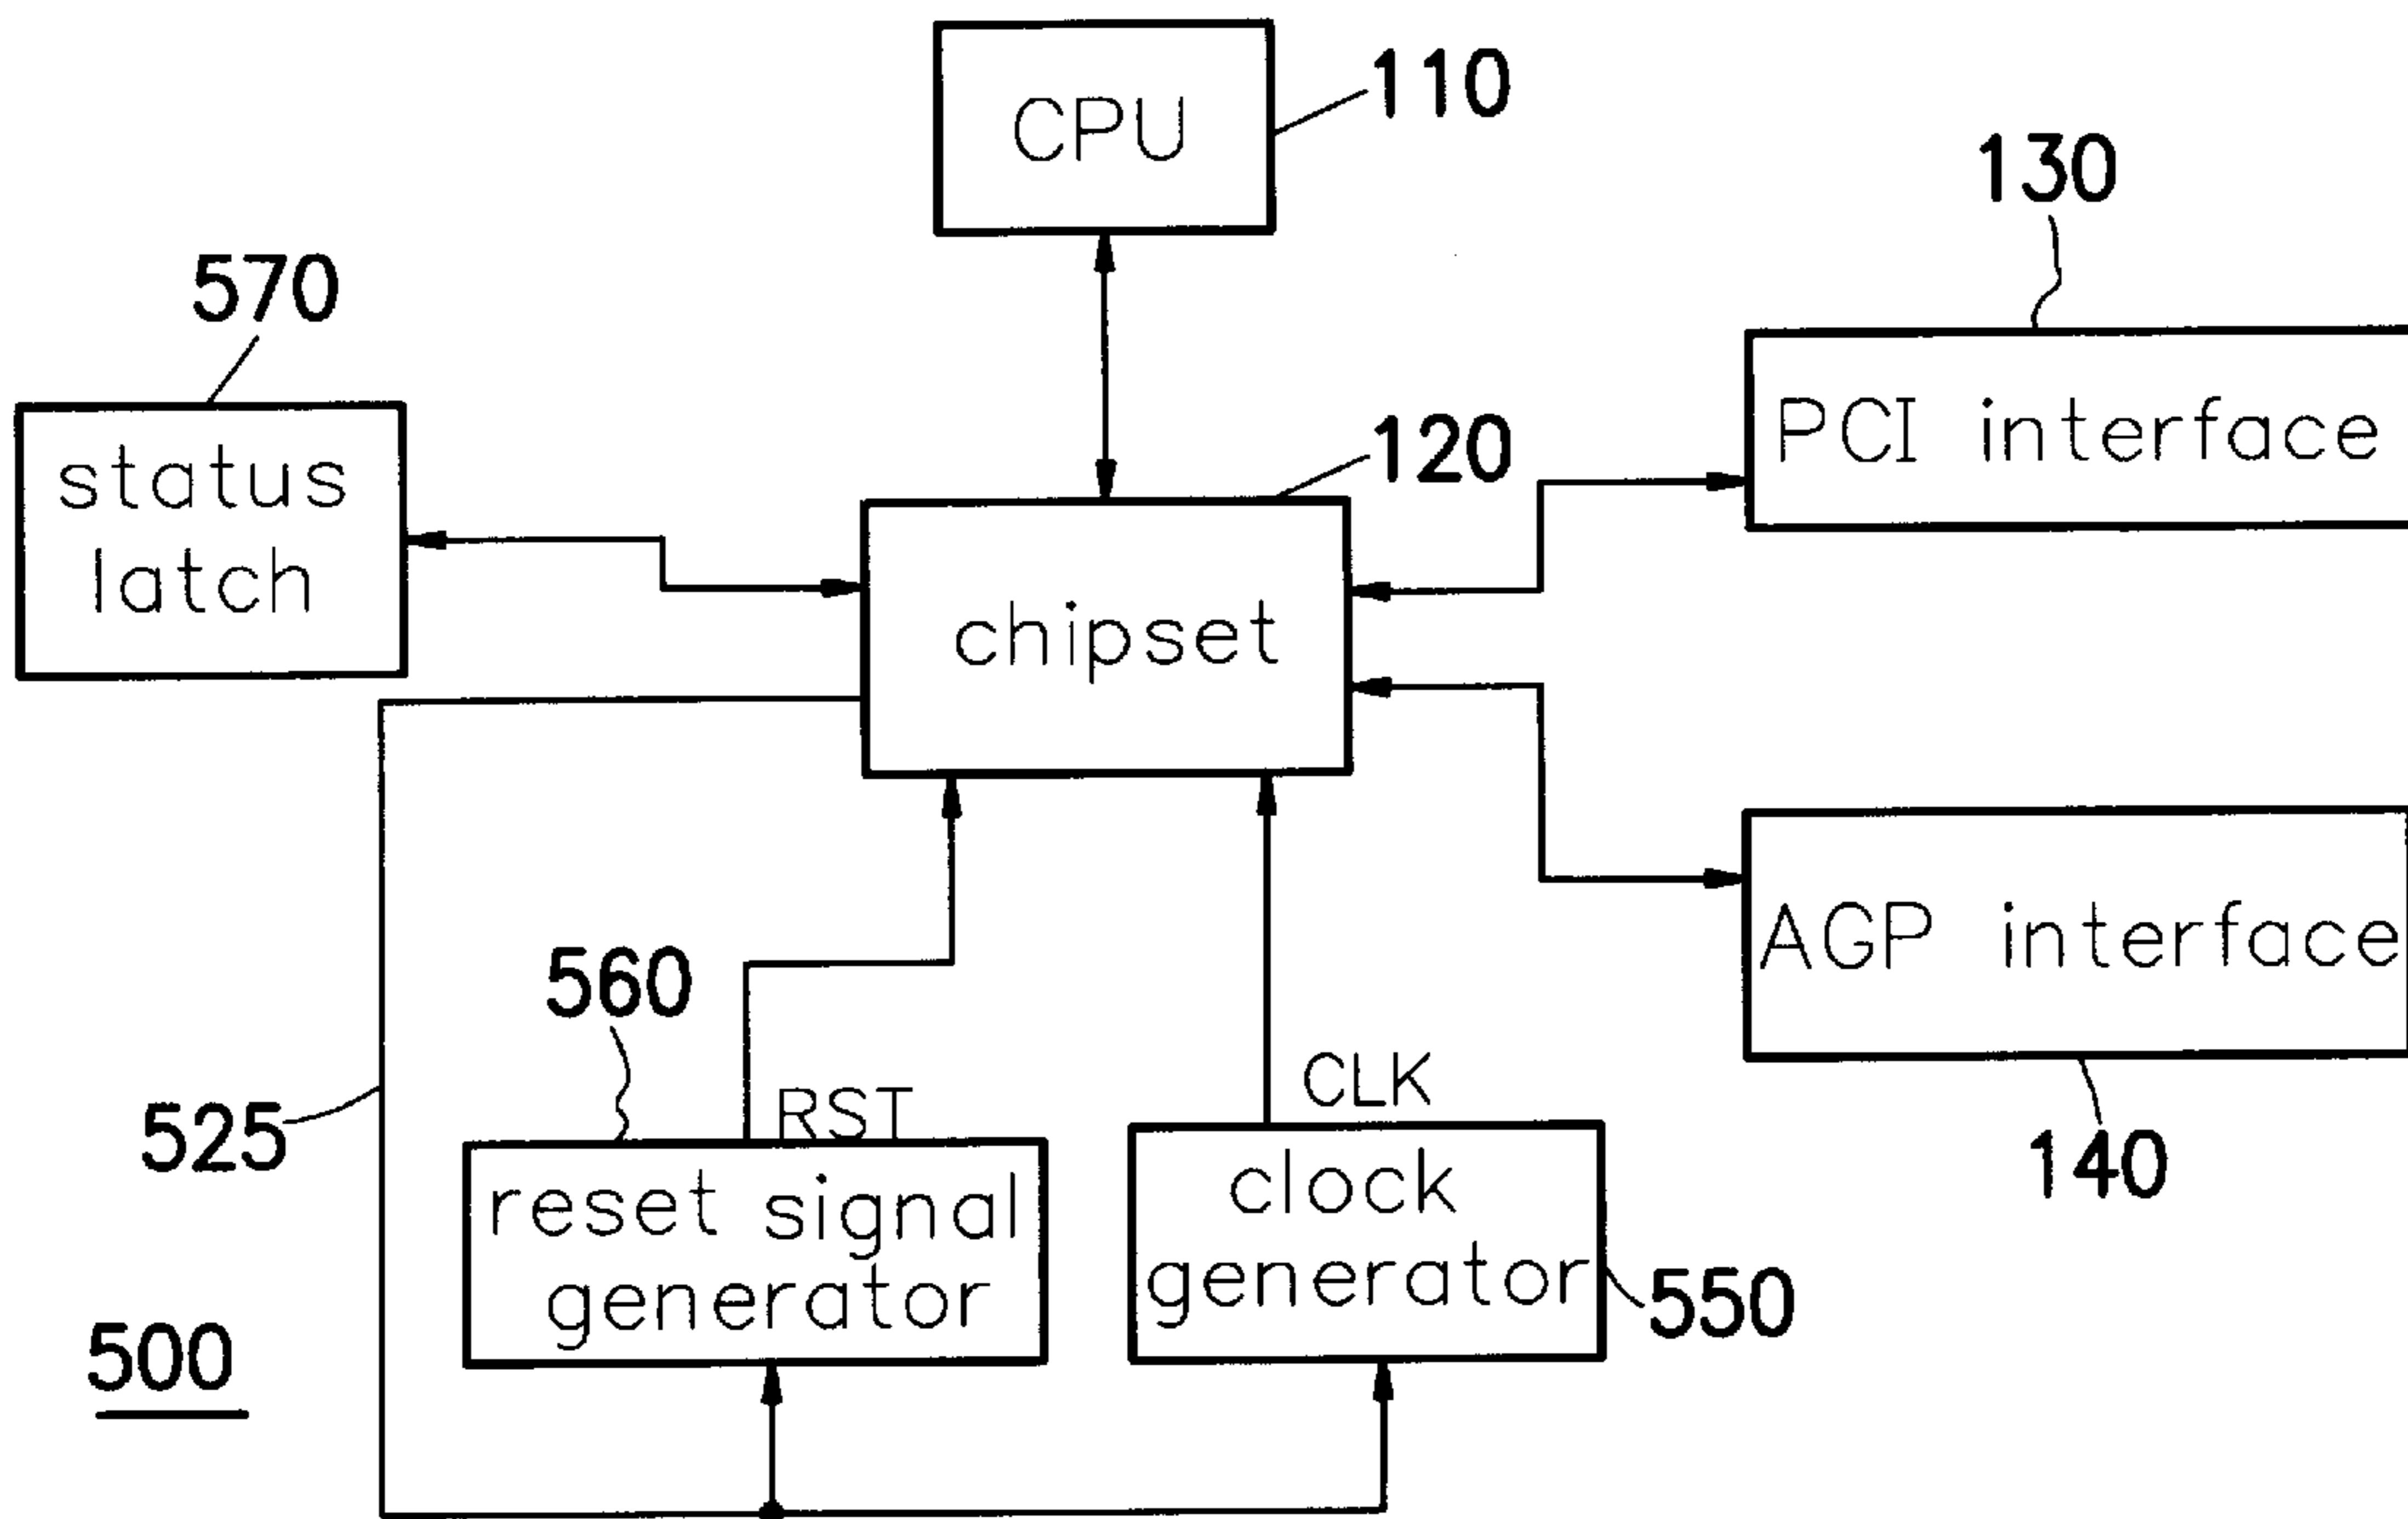 CPU
110
130
570
PCI interface
120
status
latch
chipset
AGP interface
560
CLK
RST
525
140
clock
reset signal
generator
generator
550
500